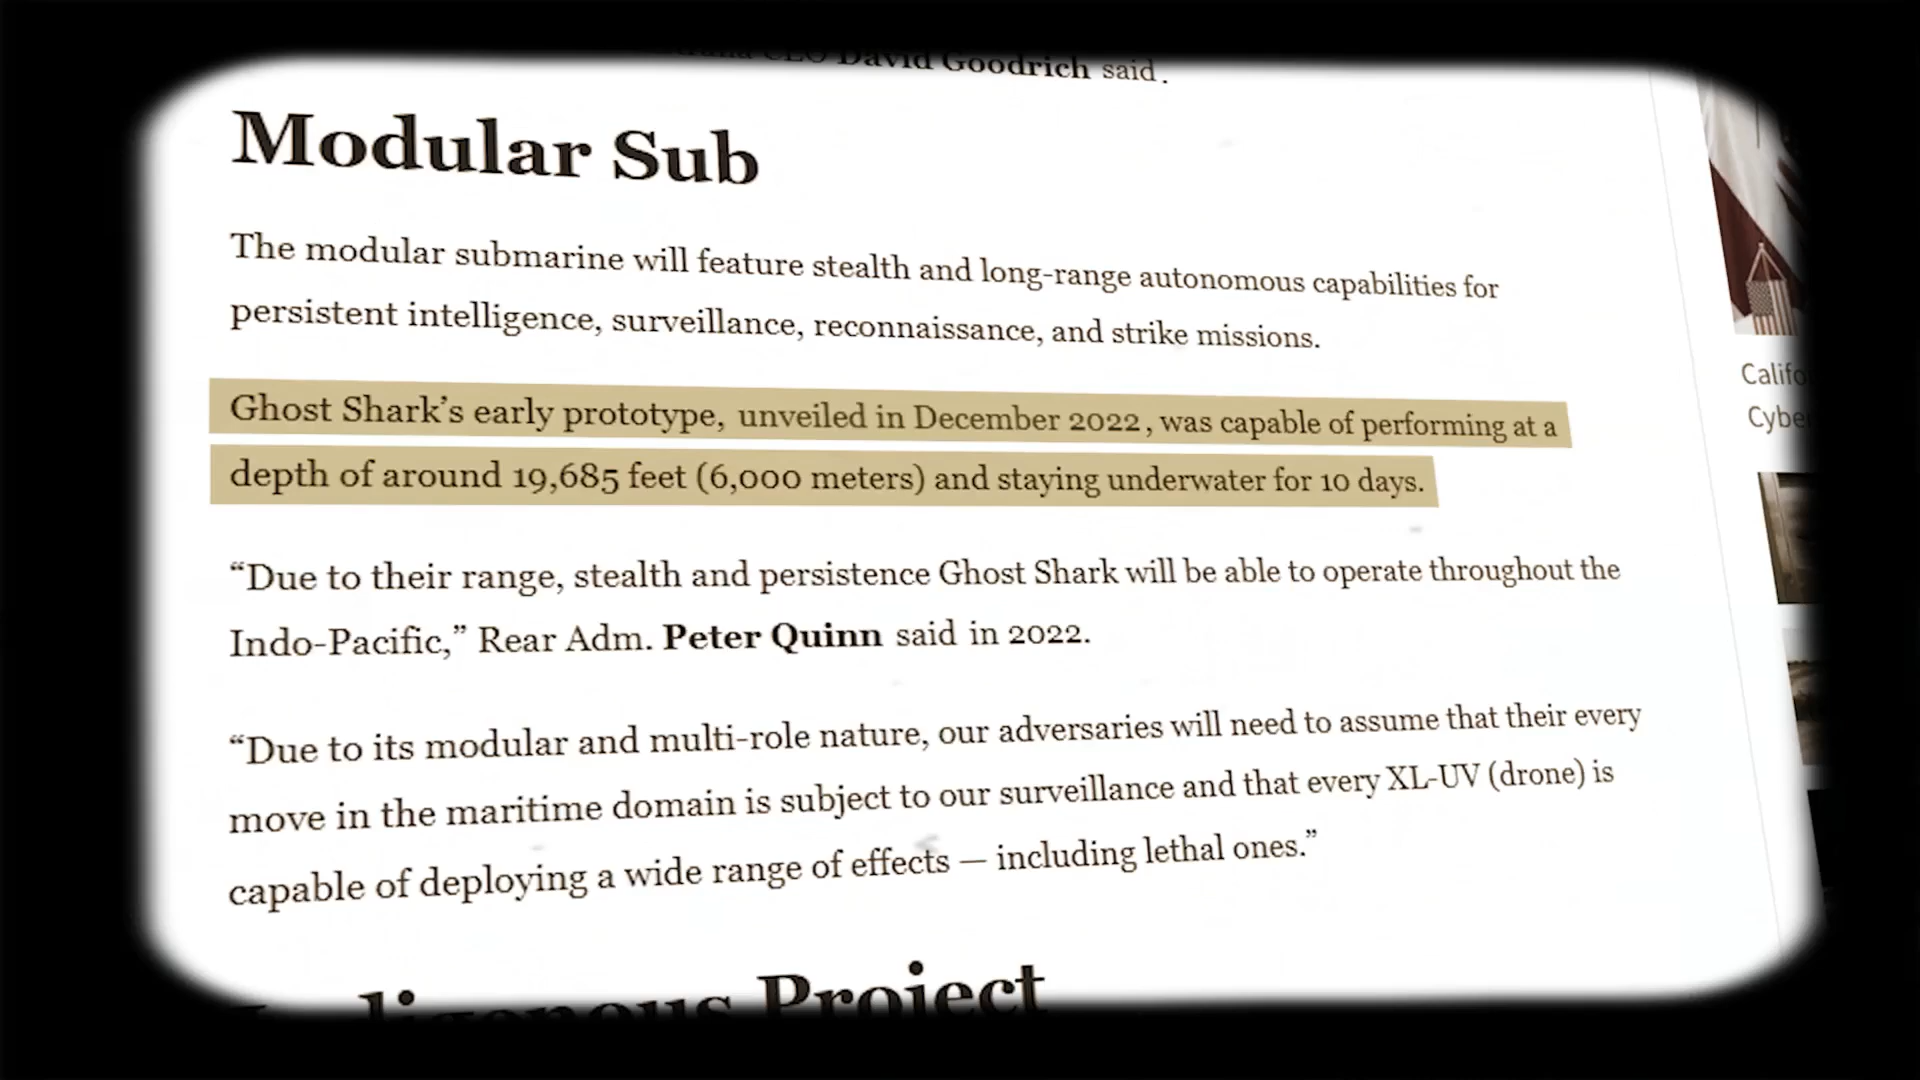 CEO David Goodrich said.
Modular Sub
The modular submarine will feature stealth and long-range autonomous capabilities for
persistent intelligence, surveillance, reconnaissance, and strike missions.
Ghost Shark’s early prototype, unveiled in December 2022, was capable of performing at a
depth of around 19,685 feet (6,000 meters) and staying underwater for 10 days.
“Due to their range, stealth and persistence Ghost Shark will be able to operate throughout the
Indo-Pacific,” Rear Adm. Peter Quinn said in 2022.
“Due to its modular and multi-role nature, our adversaries will need to assume that their every
move in the maritime domain is subject to our surveillance and that every XL-UV (drone) is
capable of deploying a wide range of effects — including lethal ones.”
Indigenous Project
Califo
Cyber